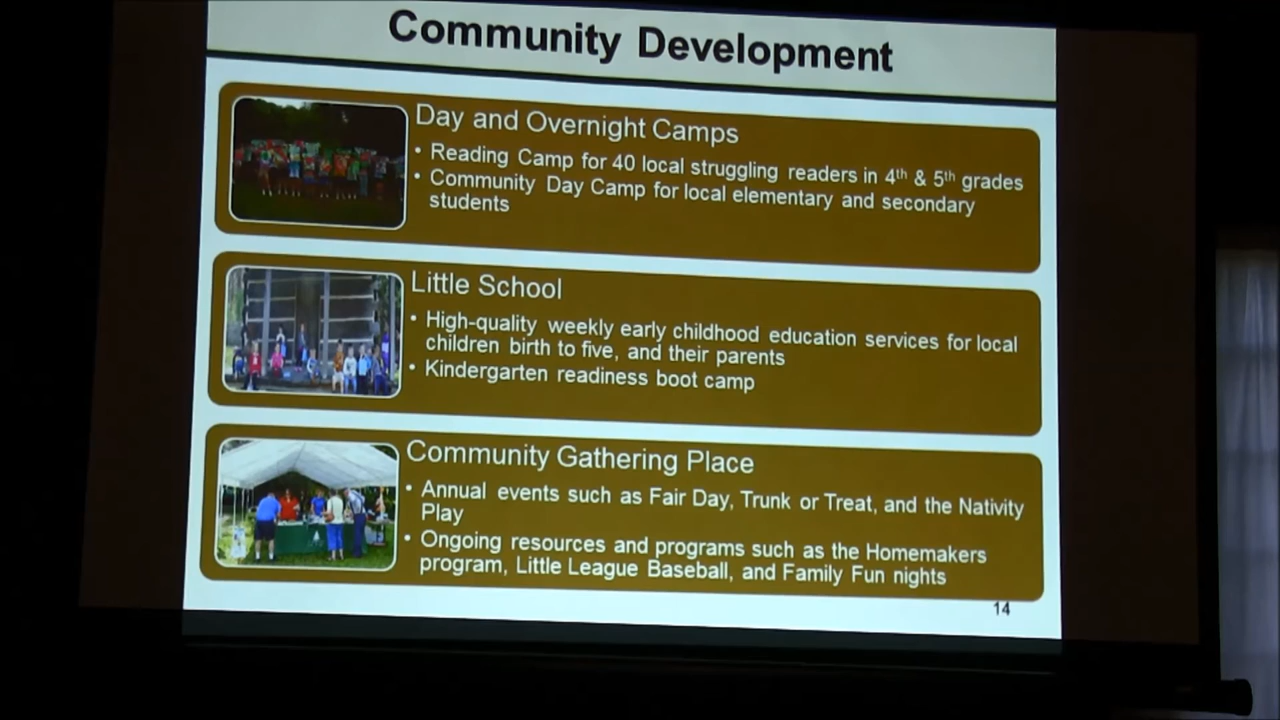 Community Development
Day and Overnight Camps
• Reading Camp for 40 local struggling readers in 4th & 5th grades
• Community Day Camp for local elementary and secondary
students
Little School
• High-quality weekly early childhood education services for local
children birth to five, and their parents
• Kindergarten readiness boot camp
Community Gathering Place
• Annual events such as Fair Day, Trunk or Treat, and the Nativity
Play
• Ongoing resources and programs such as the Homemakers
program, Little League Baseball, and Family Fun nights
14